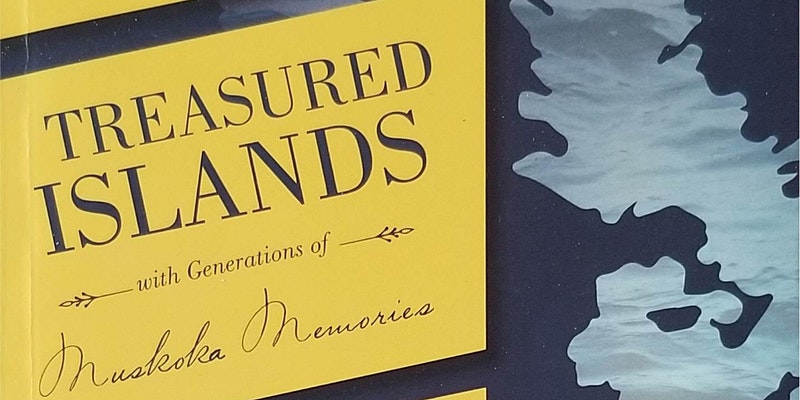 TREASURED
ISLANDS
with Generations of
Muskoka Memories